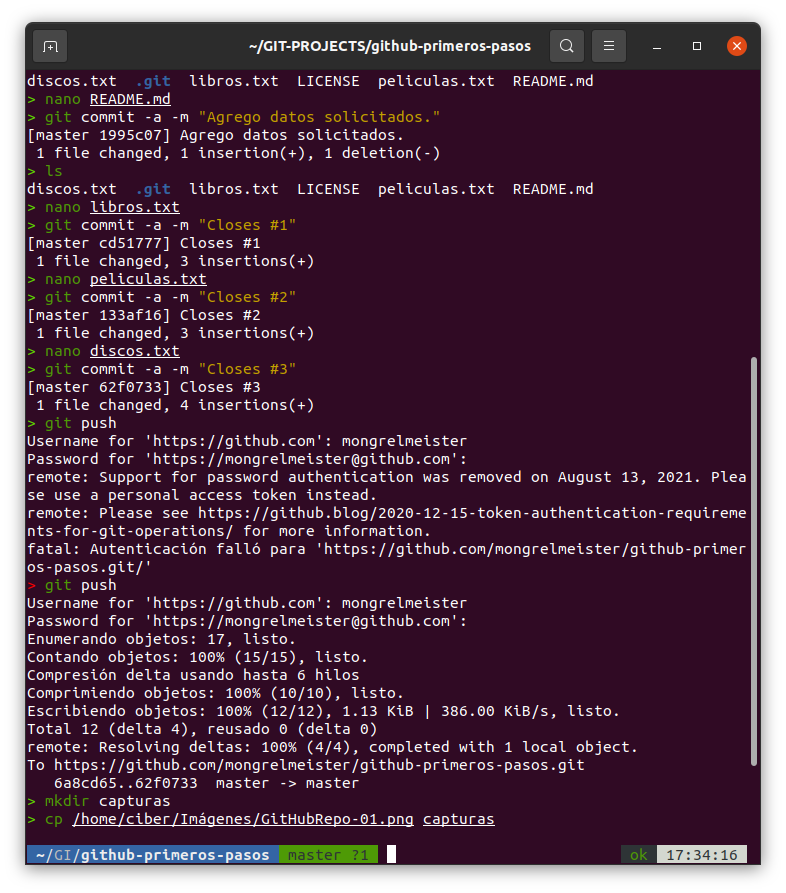 ~/GIT-PROJECTS/github-primeros-pasos
discos.txt  .git  libros.txt  LICENSE  peliculas.txt  README.md
> nano README.md
> git commit -a -m "Agrego datos solicitados."
[master 1995c07] Agrego datos solicitados.
 1 file changed, 1 insertion(+), 1 deletion(-)
> ls
discos.txt  .git  libros.txt  LICENSE  peliculas.txt  README.md
> nano libros.txt
> git commit -a -m "Closes #1"
[master cd51777] Closes #1
 1 file changed, 3 insertions(+)
> nano peliculas.txt
> git commit -a -m "Closes #2"
[master 133af16] Closes #2
 1 file changed, 3 insertions(+)
> nano discos.txt
> git commit -a -m "Closes #3"
[master 62f0733] Closes #3
 1 file changed, 4 insertions(+)
> git push
Username for 'https://github.com': mongrelmeister
Password for 'https://mongrelmeister@github.com':
remote: Support for password authentication was removed on August 13, 2021. Plea
se use a personal access token instead.
remote: Please see https://github.blog/2020-12-15-token-authentication-requireme
nts-for-git-operations/ for more information.
fatal: Autenticación falló para 'https://github.com/mongrelmeister/github-primer
os-pasos.git/'
> git push
Username for 'https://github.com': mongrelmeister
Password for 'https://mongrelmeister@github.com':
Enumerando objetos: 17, listo.
Contando objetos: 100% (15/15), listo.
Compresión delta usando hasta 6 hilos
Comprimiendo objetos: 100% (10/10), listo.
Escribiendo objetos: 100% (12/12), 1.13 KiB | 386.00 KiB/s, listo.
Total 12 (delta 4), reusado 0 (delta 0)
remote: Resolving deltas: 100% (4/4), completed with 1 local object.
To https://github.com/mongrelmeister/github-primeros-pasos.git
   6a8cd65..62f0733  master -> master
> mkdir capturas
> cp /home/ciber/Imágenes/GitHubRepo-01.png capturas
~/GI/github-primeros-pasos  master ?1  ok  17:34:16